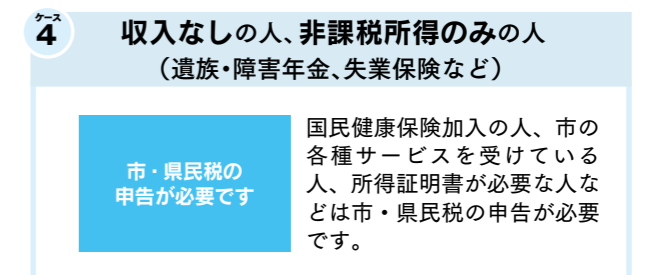 ケース
4
収入なしの人、非課税所得のみの人
（遺族・障害年金、失業保険など）
市・県民税の
申告が必要です
国民健康保険加入の人、市の
各種サービスを受けている
人、所得証明書が必要な人な
どは市・県民税の申告が必要
です。